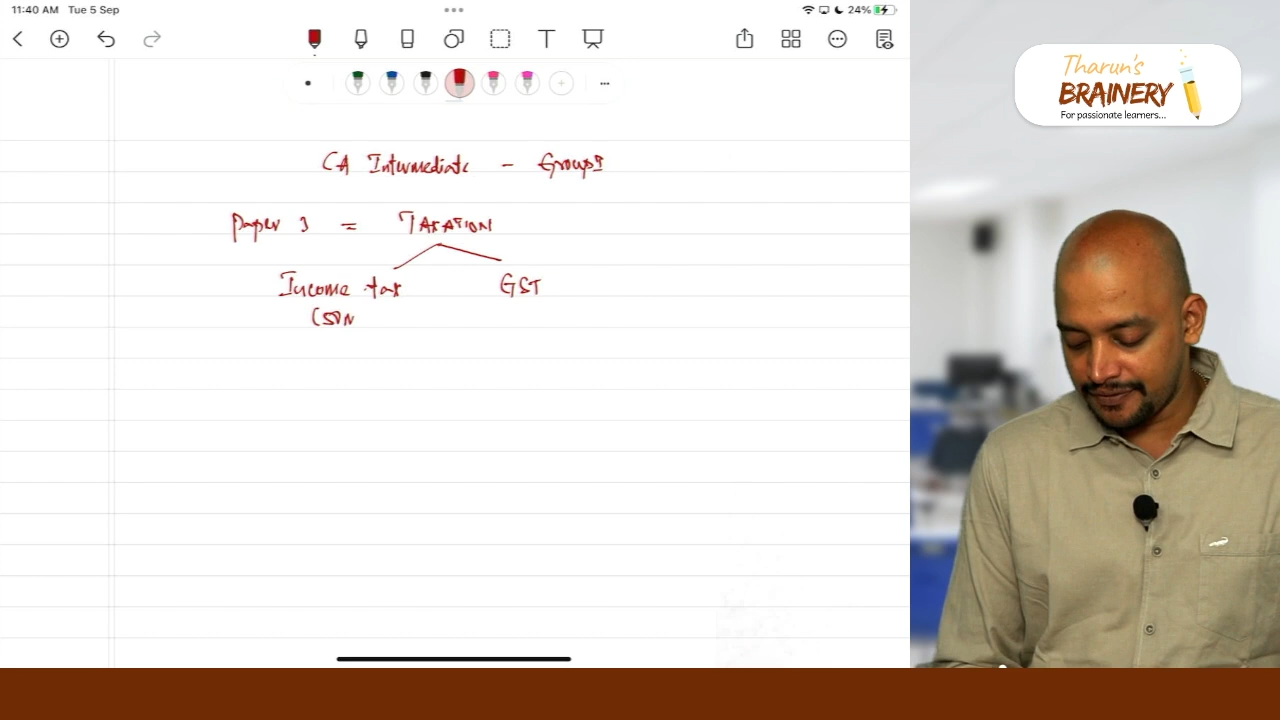 11:40 AM Tue 5 Sep
24%
Tharun's
BRAINERY
For passionate learners...
CA Intermediate - Group I
Paper 3 = TAXATION
Income tax GST
(50M